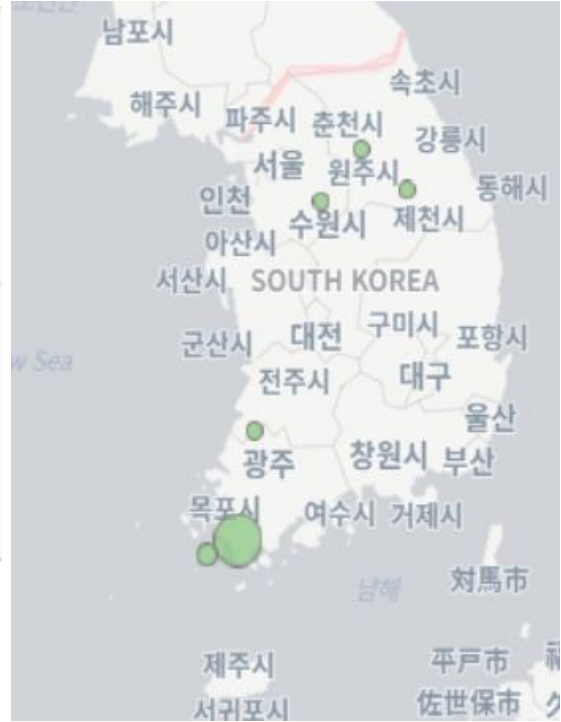 남포시
해주시
속초시
파주시
춘천시
강릉시
서울
원주시
동해시
인천
수원시
제천시
아산시
서산시
SOUTH KOREA
군산시
대전
구미시
포항시
w Sea
전주시
대구
울산
광주
창원시
부산
목포시
여수시
거제시
남해
対馬市
제주시
平戸市
서귀포시
佐世保市